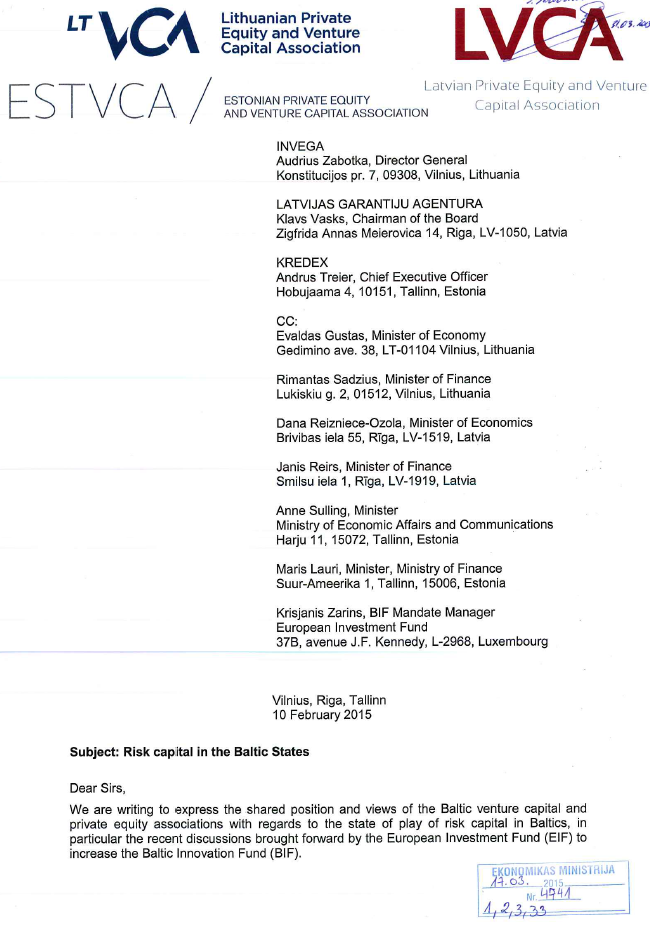 LT VCA
Lithuanian Private
Equity and Venture
Capital Association
LVCA
Latvian Private Equity and Venture
Capital Association
ESTVCA /
ESTONIAN PRIVATE EQUITY
AND VENTURE CAPITAL ASSOCIATION
INVEGA
Audrius Zabotka, Director General
Konstitucijos pr. 7, 09308, Vilnius, Lithuania
LATVIJAS GARANTIJU AGENTURA
Klavs Vasks, Chairman of the Board
Zigfrida Annas Meierovica 14, Riga, LV-1050, Latvia
KREDEX
Andrus Treier, Chief Executive Officer
Hobujaama 4, 10151, Tallinn, Estonia
CC:
Evaldas Gustas, Minister of Economy
Gedimino ave. 38, LT-01104 Vilnius, Lithuania
Rimantas Sadzius, Minister of Finance
Lukiskiu g. 2, 01512, Vilnius, Lithuania
Dana Reizniece-Ozola, Minister of Economics
Brivibas iela 55, Rīga, LV-1519, Latvia
Janis Reirs, Minister of Finance
Smilsu iela 1, Rīga, LV-1919, Latvia
Anne Sulling, Minister
Ministry of Economic Affairs and Communications
Harju 11, 15072, Tallinn, Estonia
Maris Lauri, Minister, Ministry of Finance
Suur-Ameerika 1, Tallinn, 15006, Estonia
Krisjanis Zarins, BIF Mandate Manager
European Investment Fund
37B, avenue J.F. Kennedy, L-2968, Luxembourg
Vilnius, Riga, Tallinn
10 February 2015
Subject: Risk capital in the Baltic States
Dear Sirs,
We are writing to express the shared position and views of the Baltic venture capital and
private equity associations with regards to the state of play of risk capital in Baltics, in
particular the recent discussions brought forward by the European Investment Fund (EIF) to
increase the Baltic Innovation Fund (BIF).
EKONOMIKAS MINISTRIJA
17.03. 2015
Nr. 4941
1, 2, 3, 33